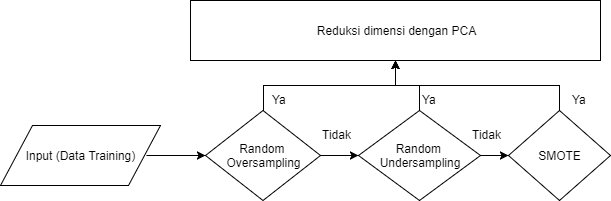 Reduksi dimensi dengan PCA
Ya
Ya
Ya
Tidak
Tidak
Input (Data Training)
Random
Oversampling
Random
Undersampling
SMOTE